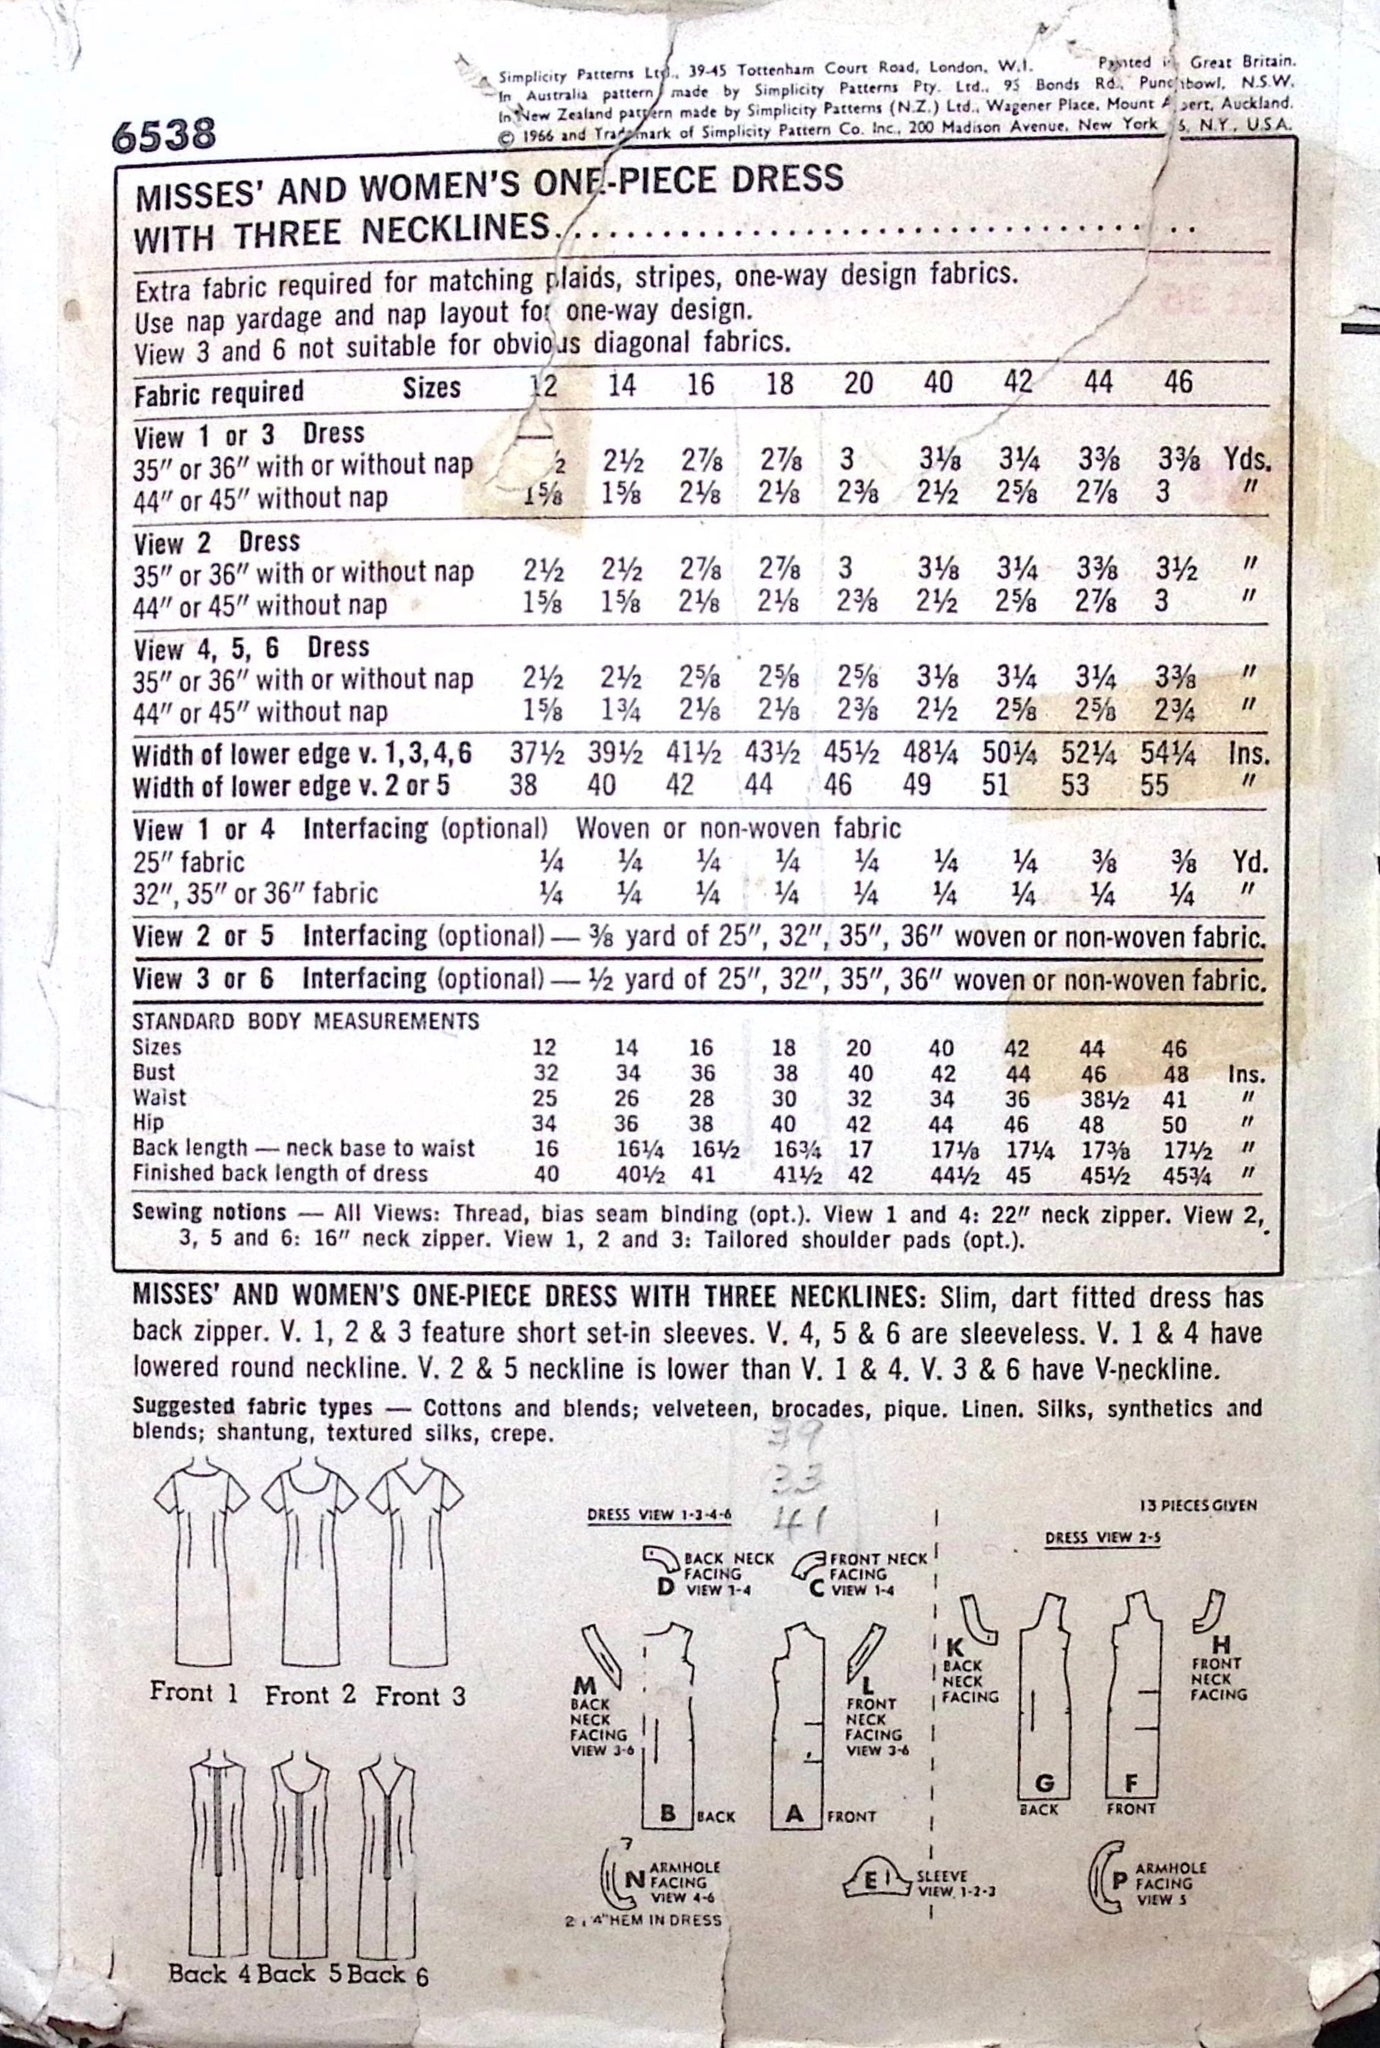 Simplicity Patterns Ltd., 39-45 Tottenham Court Road, London, W.I. Printed in Great Britain.
In Australia pattern made by Simplicity Patterns Pty. Ltd., 95 Bonds Rd., Punchbowl, N.S.W.
In New Zealand pattern made by Simplicity Patterns (N.Z.) Ltd., Wagener Place, Mount Albert, Auckland.
© 1966 and Trademark of Simplicity Pattern Co. Inc., 200 Madison Avenue, New York 16, N.Y., U.S.A.
6538
MISSES' AND WOMEN'S ONE-PIECE DRESS
WITH THREE NECKLINES.................................
Extra fabric required for matching plaids, stripes, one-way design fabrics.
Use nap yardage and nap layout for one-way design.
View 3 and 6 not suitable for obvious diagonal fabrics.
Fabric required Sizes 12 14 16 18 20 40 42 44 46
View 1 or 3 Dress
35" or 36" with or without nap 2½ 2⅞ 2⅞ 3 3⅛ 3¼ 3⅜ 3⅜ Yds.
44" or 45" without nap 1⅝ 1⅝ 2⅛ 2⅛ 2⅜ 2½ 2⅝ 2⅞ 3 "
View 2 Dress
35" or 36" with or without nap 2½ 2½ 2⅞ 2⅞ 3 3⅛ 3¼ 3⅜ 3½ "
44" or 45" without nap 1⅝ 1⅝ 2⅛ 2⅛ 2⅜ 2½ 2⅝ 2⅞ 3 "
View 4, 5, 6 Dress
35" or 36" with or without nap 2½ 2½ 2⅝ 2⅝ 2⅝ 3⅛ 3¼ 3¼ 3⅜ "
44" or 45" without nap 1⅝ 1¾ 2⅛ 2⅛ 2⅜ 2½ 2⅝ 2⅝ 2¾ "
Width of lower edge v. 1,3,4,6 37½ 39½ 41½ 43½ 45½ 48¼ 50¼ 52¼ 54¼ Ins.
Width of lower edge v. 2 or 5 38 40 42 44 46 49 51 53 55 "
View 1 or 4 Interfacing (optional) Woven or non-woven fabric
25" fabric ¼ ¼ ¼ ¼ ¼ ¼ ¼ ⅜ ⅜ Yd.
32", 35" or 36" fabric ¼ ¼ ¼ ¼ ¼ ¼ ¼ ¼ ¼ "
View 2 or 5 Interfacing (optional) — ⅜ yard of 25", 32", 35", 36" woven or non-woven fabric.
View 3 or 6 Interfacing (optional) — ½ yard of 25", 32", 35", 36" woven or non-woven fabric.
STANDARD BODY MEASUREMENTS
Sizes 12 14 16 18 20 40 42 44 46
Bust 32 34 36 38 40 42 44 46 48 Ins.
Waist 25 26 28 30 32 34 36 38½ 41 "
Hip 34 36 38 40 42 44 46 48 50 "
Back length — neck base to waist 16 16¼ 16½ 16¾ 17 17⅛ 17¼ 17⅜ 17½ "
Finished back length of dress 40 40½ 41 41½ 42 44½ 45 45½ 45¾ "
Sewing notions — All Views: Thread, bias seam binding (opt.). View 1 and 4: 22" neck zipper. View 2,
3, 5 and 6: 16" neck zipper. View 1, 2 and 3: Tailored shoulder pads (opt.).
MISSES' AND WOMEN'S ONE-PIECE DRESS WITH THREE NECKLINES: Slim, dart fitted dress has
back zipper. V. 1, 2 & 3 feature short set-in sleeves. V. 4, 5 & 6 are sleeveless. V. 1 & 4 have
lowered round neckline. V. 2 & 5 neckline is lower than V. 1 & 4. V. 3 & 6 have V-neckline.
Suggested fabric types — Cottons and blends; velveteen, brocades, pique. Linen. Silks, synthetics and
blends; shantung, textured silks, crepe.
39
33
41
Front 1 Front 2 Front 3
Back 4 Back 5 Back 6
DRESS VIEW 1-3-4-6
13 PIECES GIVEN
DRESS VIEW 2-5
D BACK NECK
FACING
VIEW 1-4
C FRONT NECK
FACING
VIEW 1-4
M
BACK
NECK
FACING
VIEW 3-6
L
FRONT
NECK
FACING
VIEW 3-6
K
BACK
NECK
FACING
H
FRONT
NECK
FACING
B BACK
A FRONT
G
BACK
F
FRONT
N ARMHOLE
FACING
VIEW 4-6
E SLEEVE
VIEW 1-2-3
P ARMHOLE
FACING
VIEW 5
HEM IN DRESS